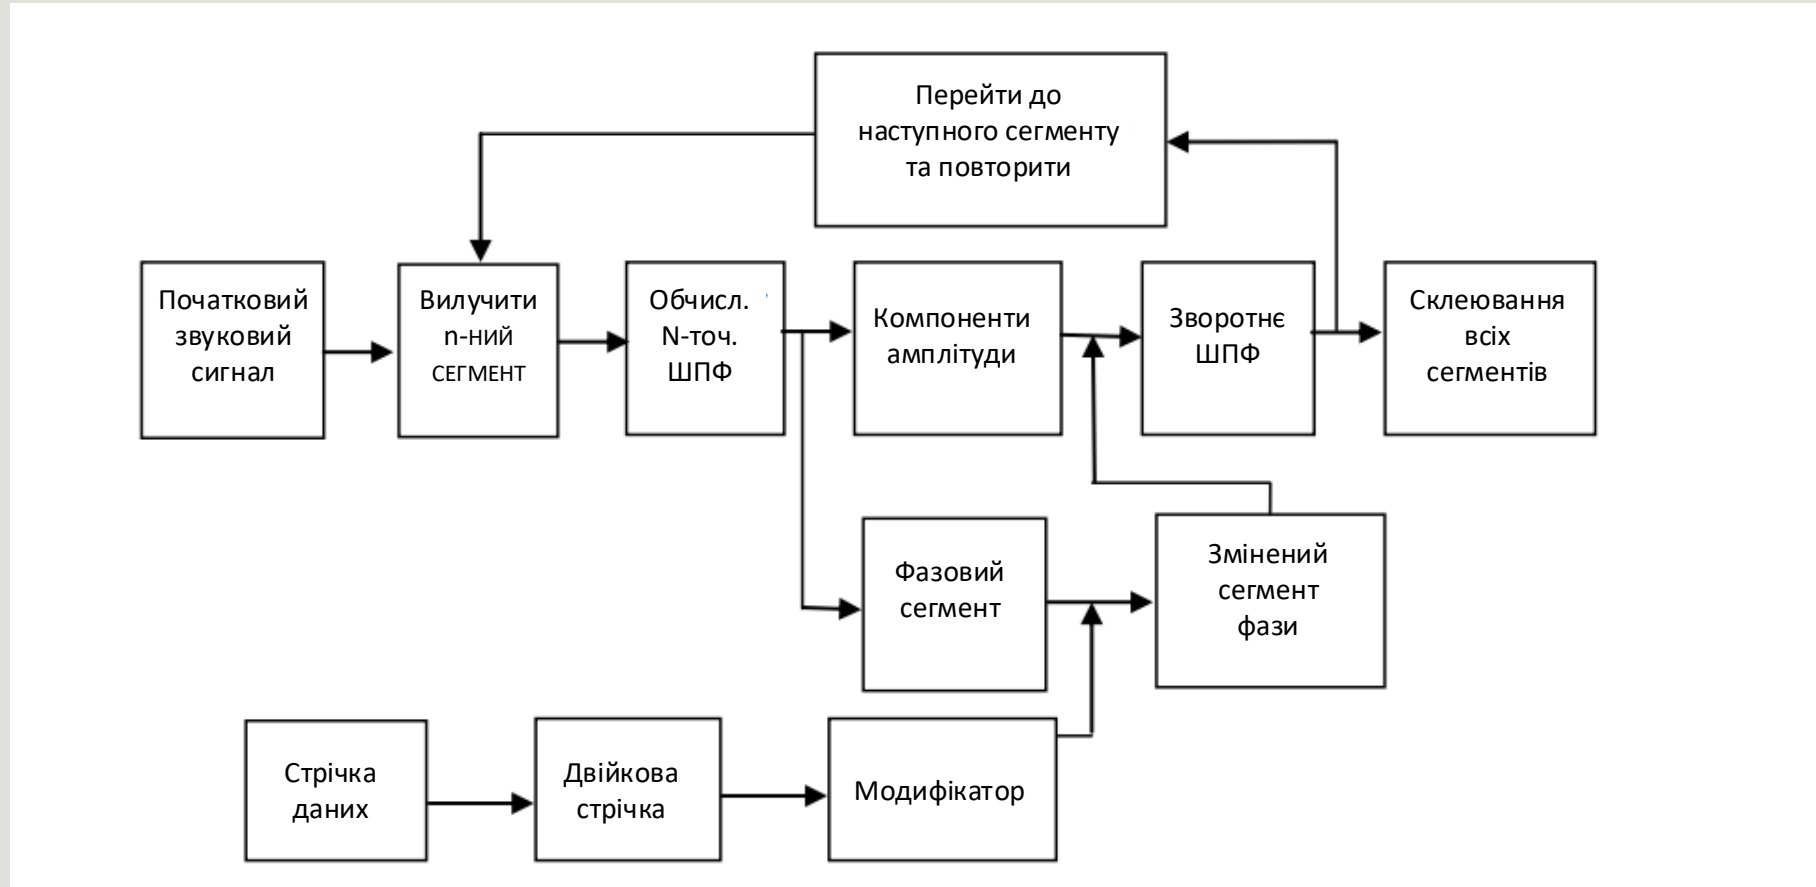 Перейти до
наступного сегменту
та повторити
Початковий
звуковий
сигнал
Вилучити
n-НИЙ
СЕГМЕНТ
Обчисл.
N-точ.
ШПФ
Компоненти
амплітуди
Зворотнє
ШПФ
Склеювання
всіх
сегментів
Фазовий
сегмент
Змінений
сегмент
фази
Стрічка
даних
Двійкова
стрічка
Модифікатор